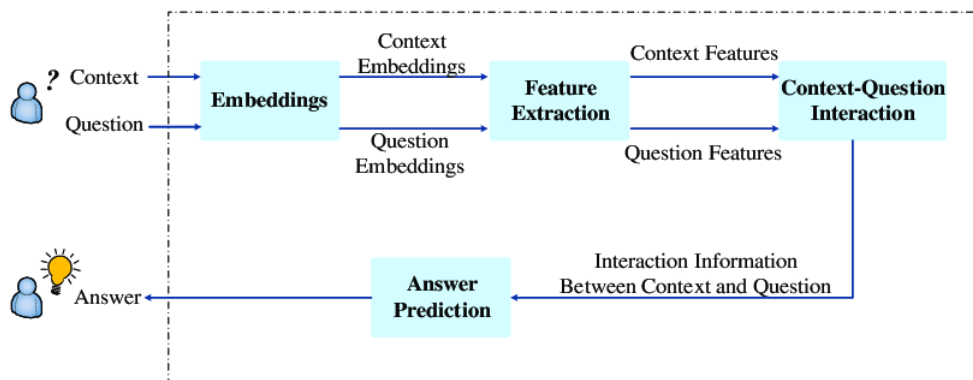 ?
Context
Question
Embeddings
Context
Embeddings
Question
Embeddings
Feature
Extraction
Context Features
Question Features
Context-Question
Interaction
Interaction Information
Between Context and Question
Answer
Prediction
Answer